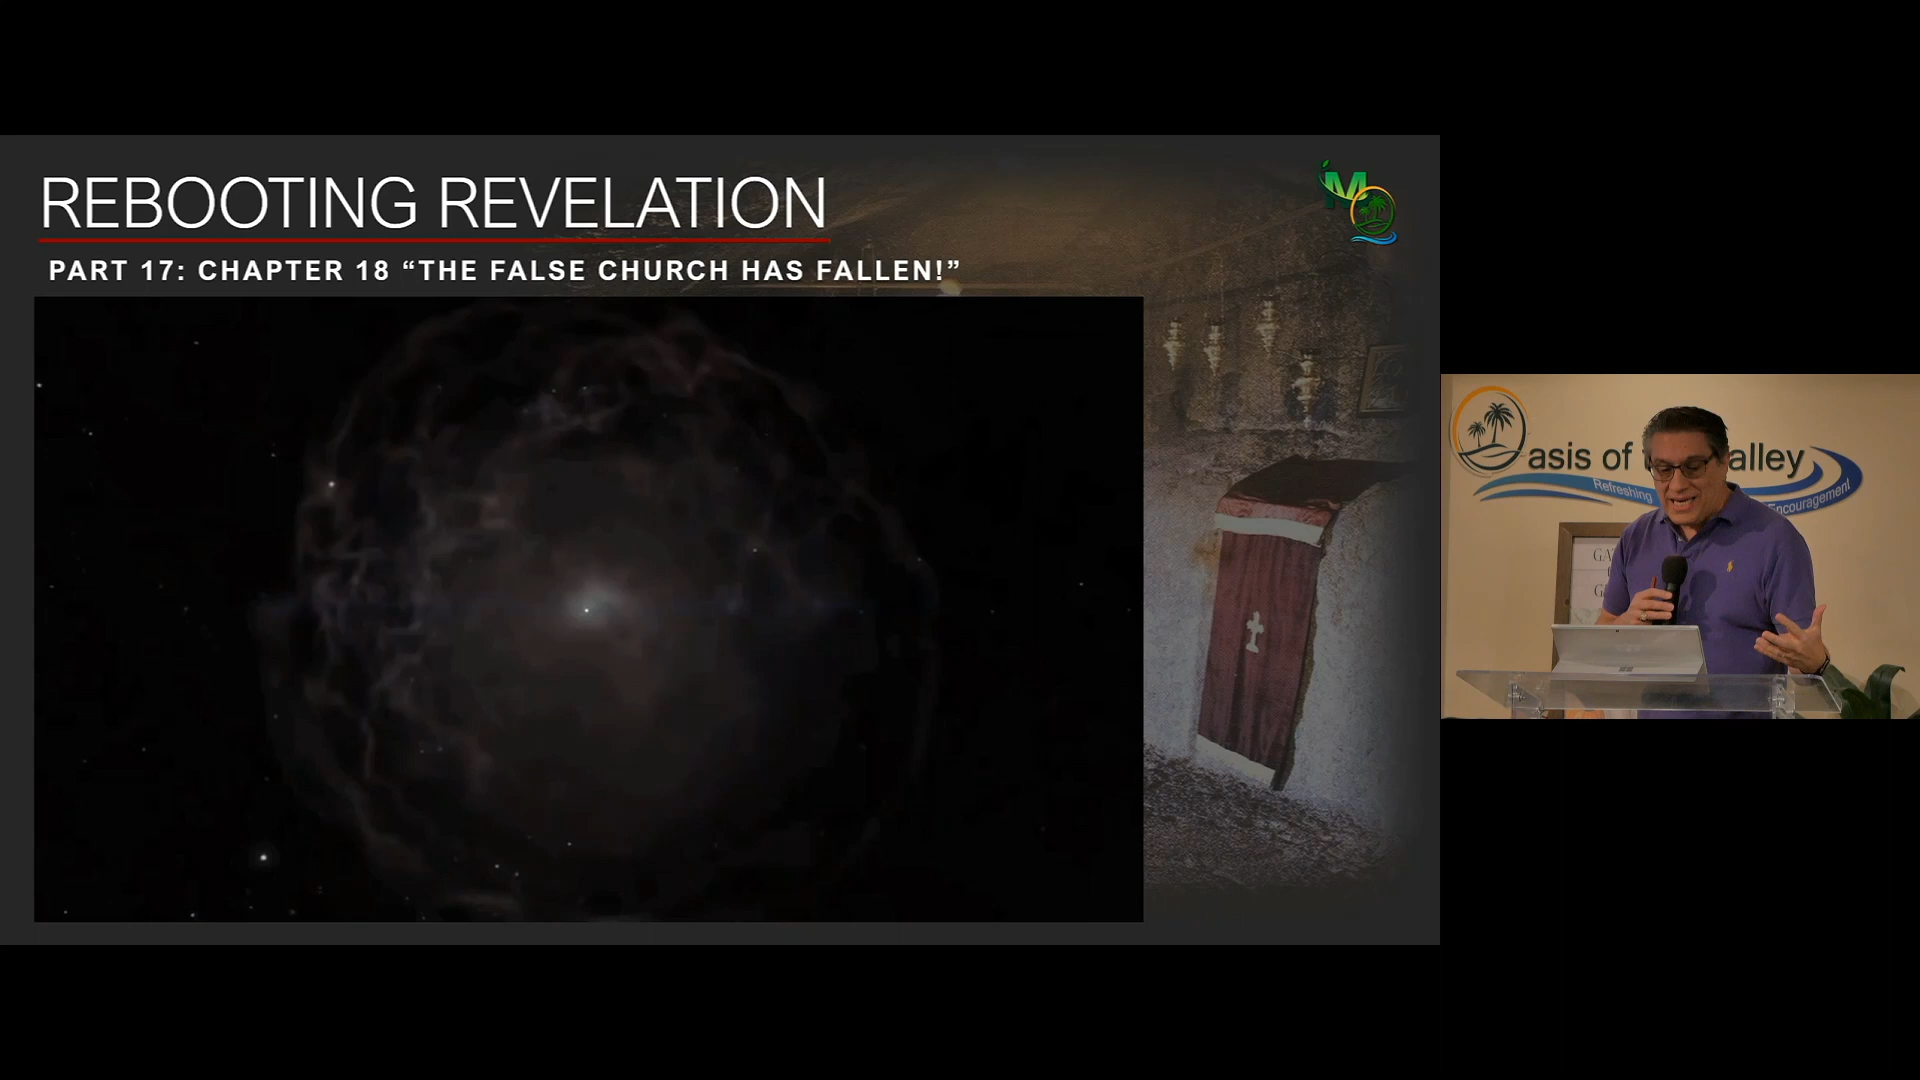 REBOOTING REVELATION
PART 17: CHAPTER 18 “THE FALSE CHURCH HAS FALLEN!”
M
asis of
alley
Refreshing
Encouragement